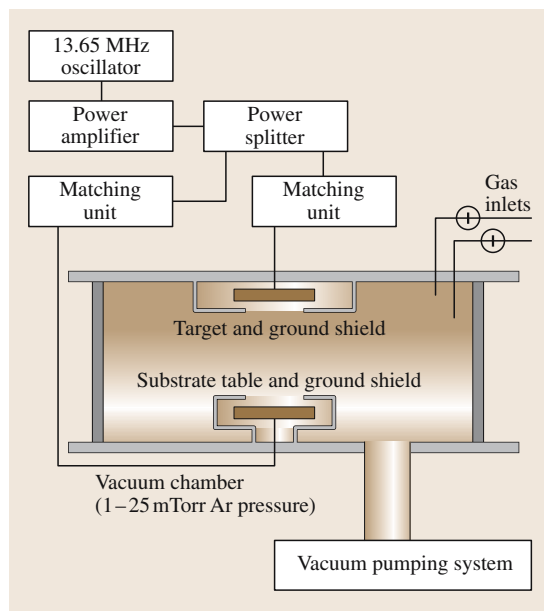 13.65 MHz
oscillator
Power
amplifier
Power
splitter
Matching
unit
Matching
unit
Gas
inlets
Target and ground shield
Substrate table and ground shield
Vacuum chamber
(1–25 mTorr Ar pressure)
Vacuum pumping system